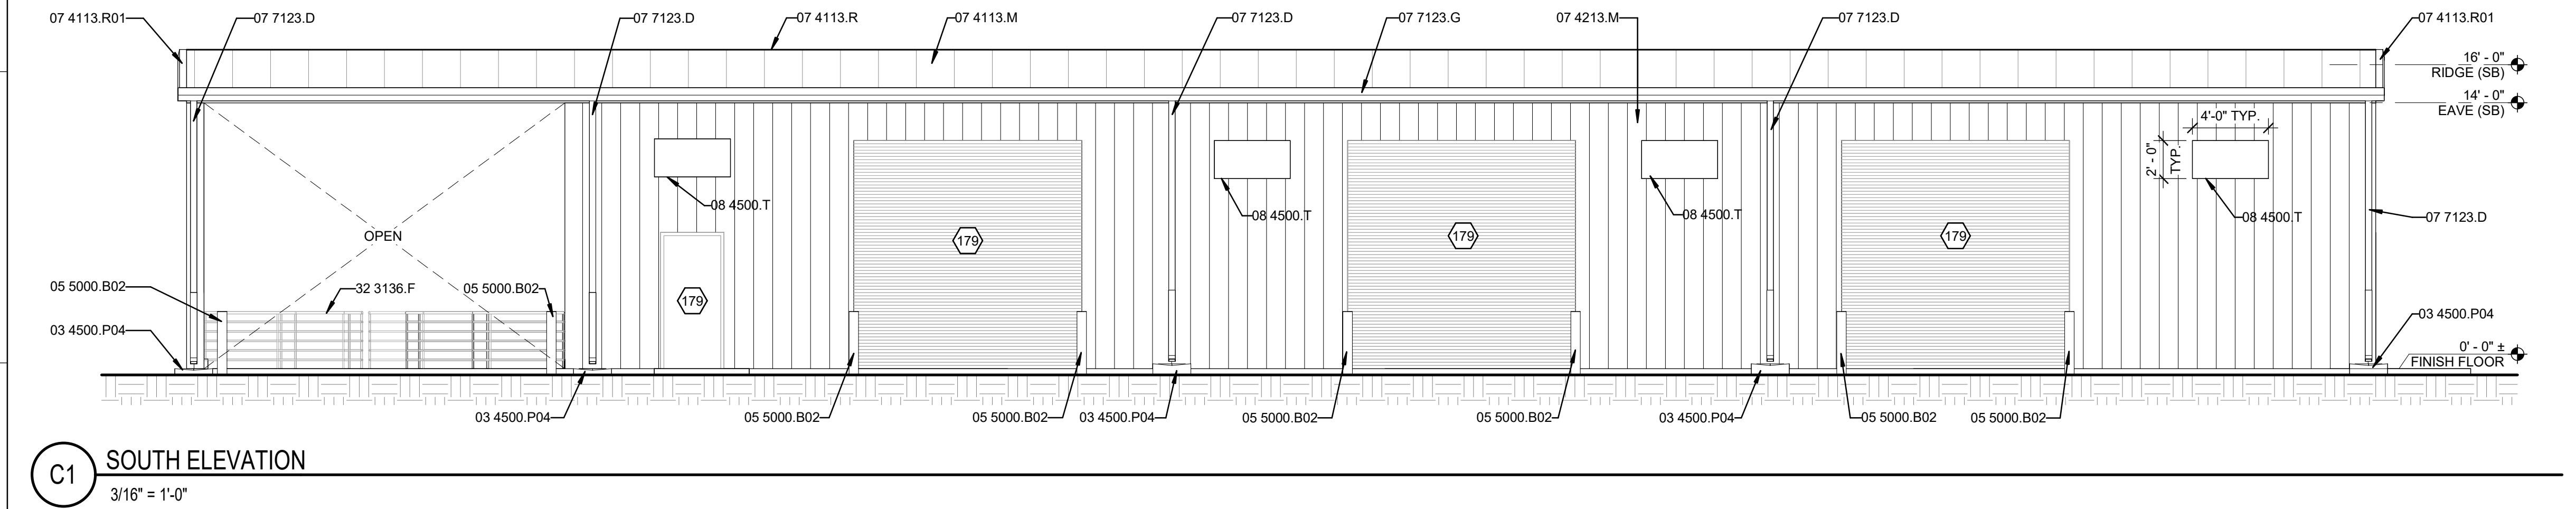 07 4113.R01
07 7123.D
07 7123.D
07 4113.R
07 4113.M
07 7123.D
07 7123.G
07 4213.M
07 7123.D
07 4113.R01
16' - 0"
RIDGE (SB)
14' - 0"
EAVE (SB)
4'-0" TYP.
2' - 0"
TYP.
08 4500.T
08 4500.T
08 4500.T
08 4500.T
07 7123.D
OPEN
179
179
179
05 5000.B02
32 3136.F
05 5000.B02
179
03 4500.P04
03 4500.P04
0' - 0" ±
FINISH FLOOR
03 4500.P04
05 5000.B02
05 5000.B02
03 4500.P04
05 5000.B02
05 5000.B02
03 4500.P04
05 5000.B02
05 5000.B02
C1
SOUTH ELEVATION
3/16" = 1'-0"